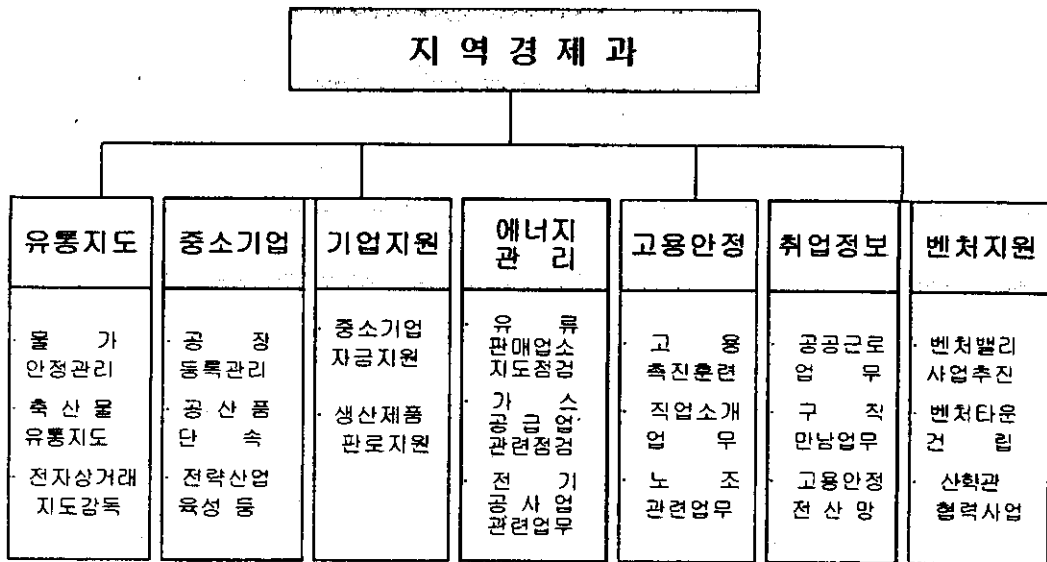 지역경제과
유통지도
· 물 가
안정관리
· 축산물
유통지도
· 전자상거래
지도감독
중소기업
· 공 장
등록관리
· 공산품
단 속
· 전략산업
육성 등
기업지원
· 중소기업
자금지원
· 생산제품
판로지원
에너지
관 리
· 유 류
판매업소
지도점검
· 가 스
공급업
관련점검
· 전 기
공사업
관련업무
고용안정
· 고 용
촉진훈련
· 직업소개
업 무
· 노 조
관련업무
취업정보
· 공공근로
업 무
· 구 직
만남업무
· 고용안정
전산망
벤처지원
· 벤처밸리
사업추진
· 벤처타운
건 립
· 산학관
협력사업